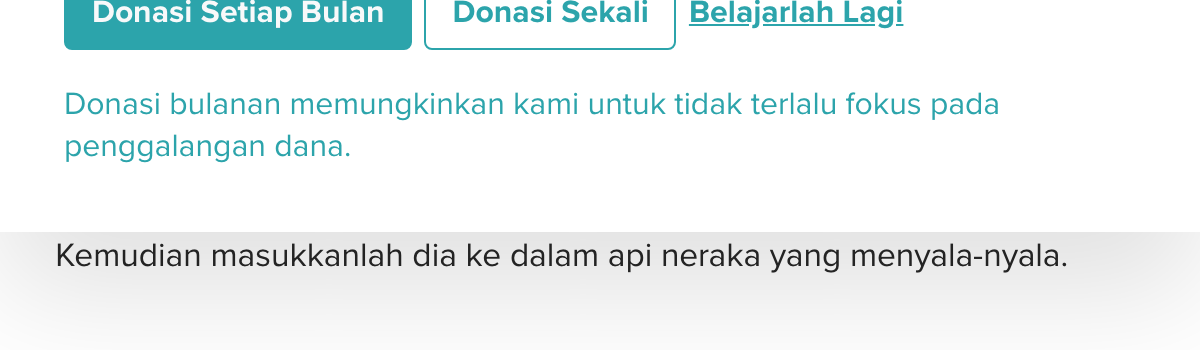 Donasi Setiap Bulan Donasi Sekali Belajarlah Lagi
Donasi bulanan memungkinkan kami untuk tidak terlalu fokus pada
penggalangan dana.
Kemudian masukkanlah dia ke dalam api neraka yang menyala-nyala.